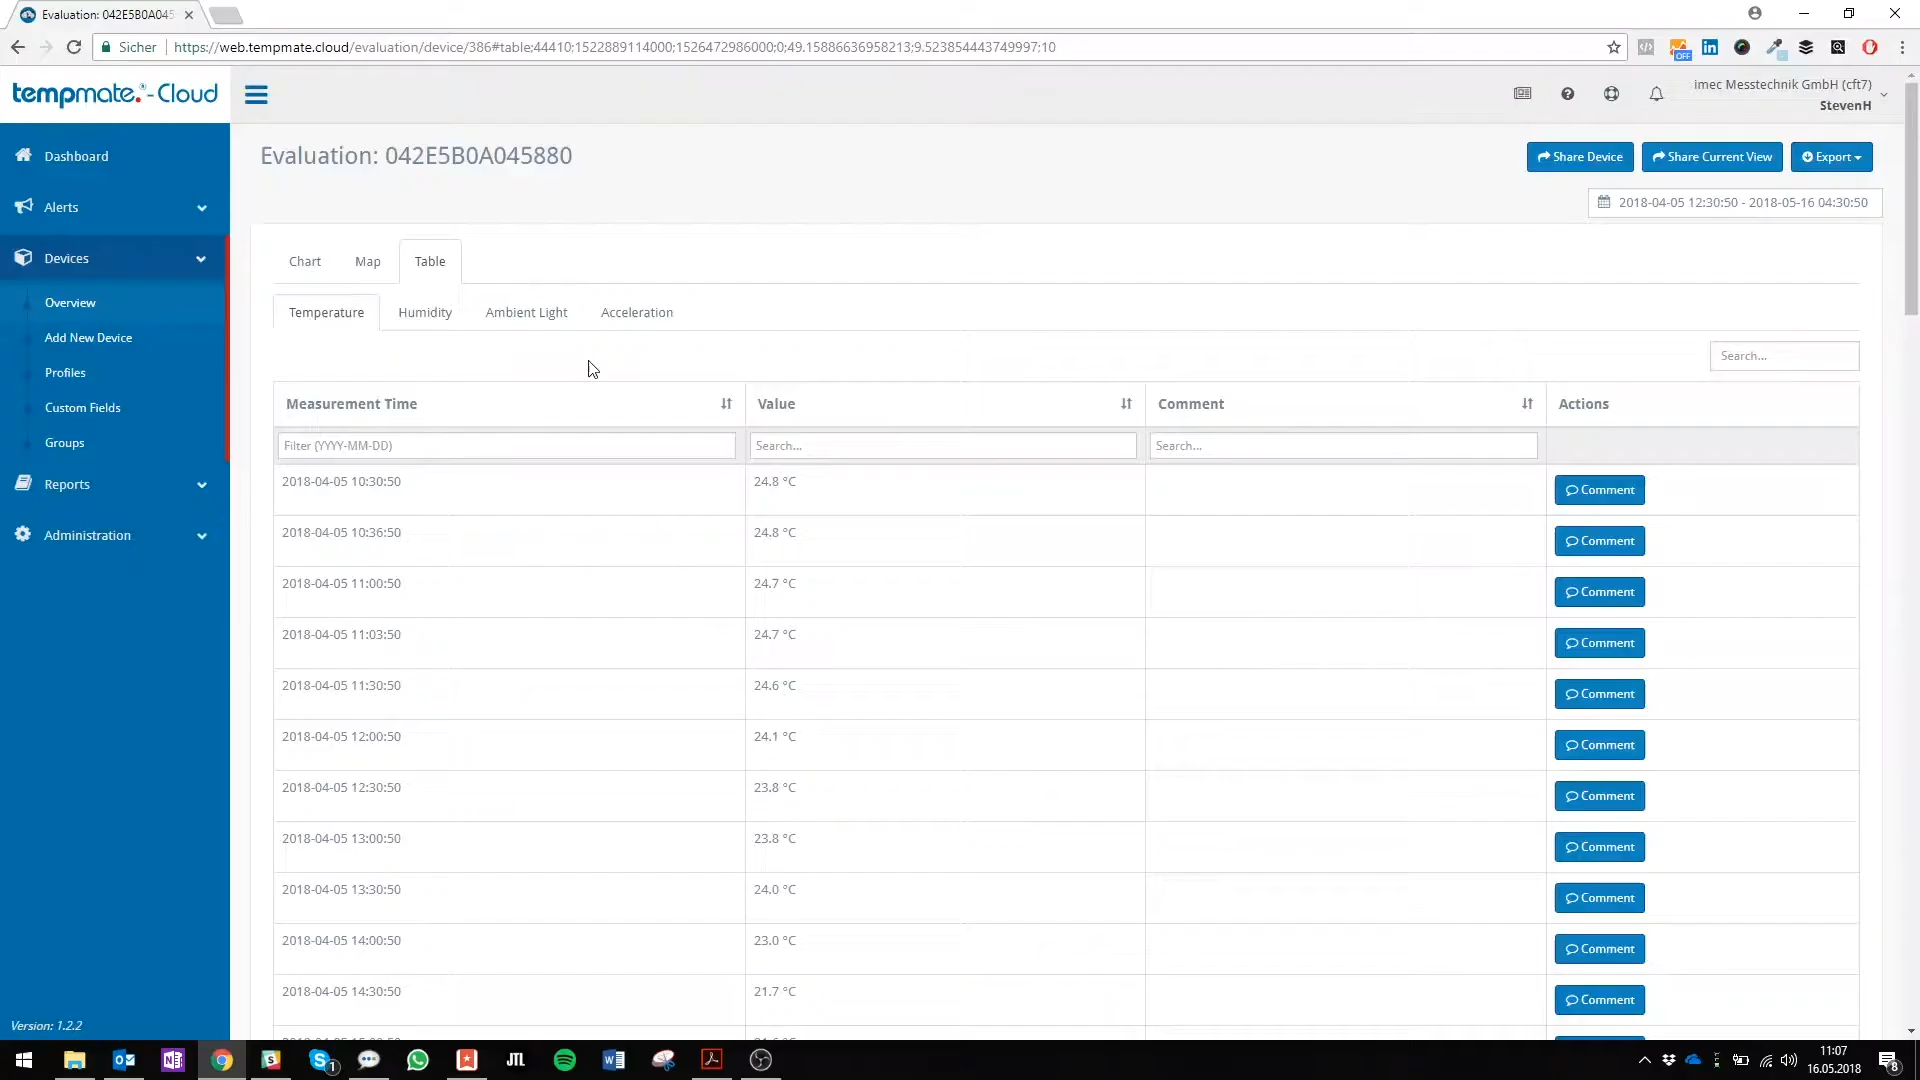 Evaluation: 042E5B0A045
Sicher
https://web.tempmate.cloud/evaluation/device/386#table;44410;1522889114000;1526472986000;0;49.15886636958213;9.523854443749997;10
OFF
tempmate.®-Cloud
imec Messtechnik GmbH (cft7)
StevenH
Dashboard
Alerts
Devices
Overview
Add New Device
Profiles
Custom Fields
Groups
Reports
Administration
Version: 1.2.2
Evaluation: 042E5B0A045880
Share Device
Share Current View
Export
2018-04-05 12:30:50 - 2018-05-16 04:30:50
Chart Map Table
Temperature Humidity Ambient Light Acceleration
Search...
Measurement Time Value Comment Actions
Filter (YYYY-MM-DD) Search... Search...
2018-04-05 10:30:50 24.8 °C Comment
2018-04-05 10:36:50 24.8 °C Comment
2018-04-05 11:00:50 24.7 °C Comment
2018-04-05 11:03:50 24.7 °C Comment
2018-04-05 11:30:50 24.6 °C Comment
2018-04-05 12:00:50 24.1 °C Comment
2018-04-05 12:30:50 23.8 °C Comment
2018-04-05 13:00:50 23.8 °C Comment
2018-04-05 13:30:50 24.0 °C Comment
2018-04-05 14:00:50 23.0 °C Comment
2018-04-05 14:30:50 21.7 °C Comment
JTL
11:07
16.05.2018